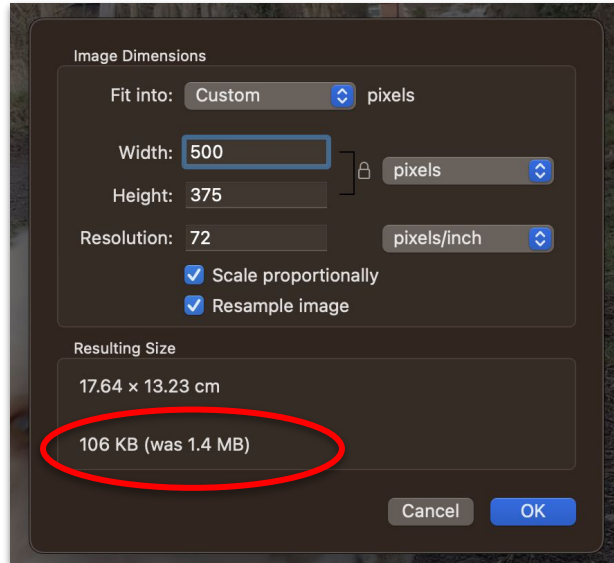 Image Dimensions
Fit into: Custom pixels
Width: 500
pixels
Height: 375
Resolution: 72 pixels/inch
Scale proportionally
Resample image
Resulting Size
17.64 × 13.23 cm
106 KB (was 1.4 MB)
Cancel OK